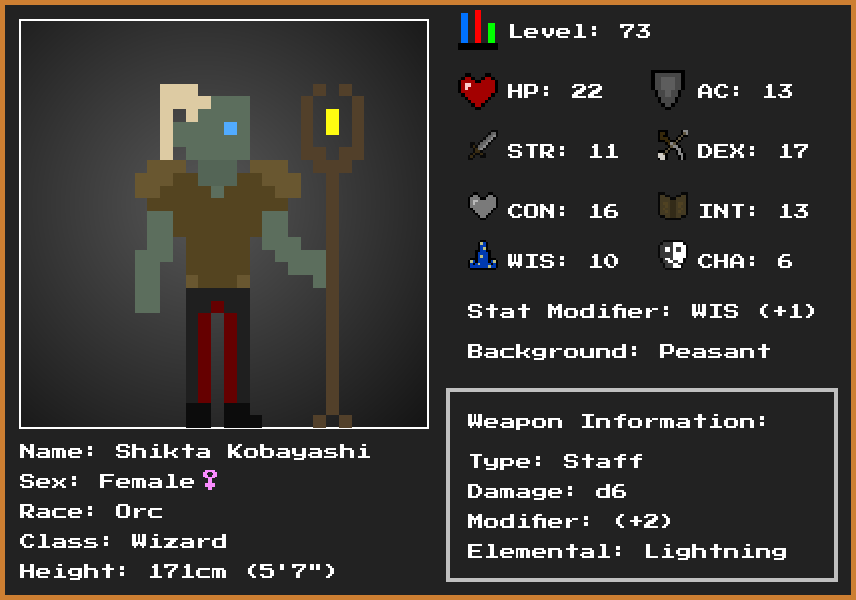 Level: 73
HP: 22
AC: 13
STR: 11
DEX: 17
CON: 16
INT: 13
WIS: 10
CHA: 6
Stat Modifier: WIS (+1)
Background: Peasant
Weapon Information:
Type: Staff
Damage: d6
Modifier: (+2)
Elemental: Lightning
Name: Shikta Kobayashi
Sex: Female♀
Race: Orc
Class: Wizard
Height: 171cm (5'7")